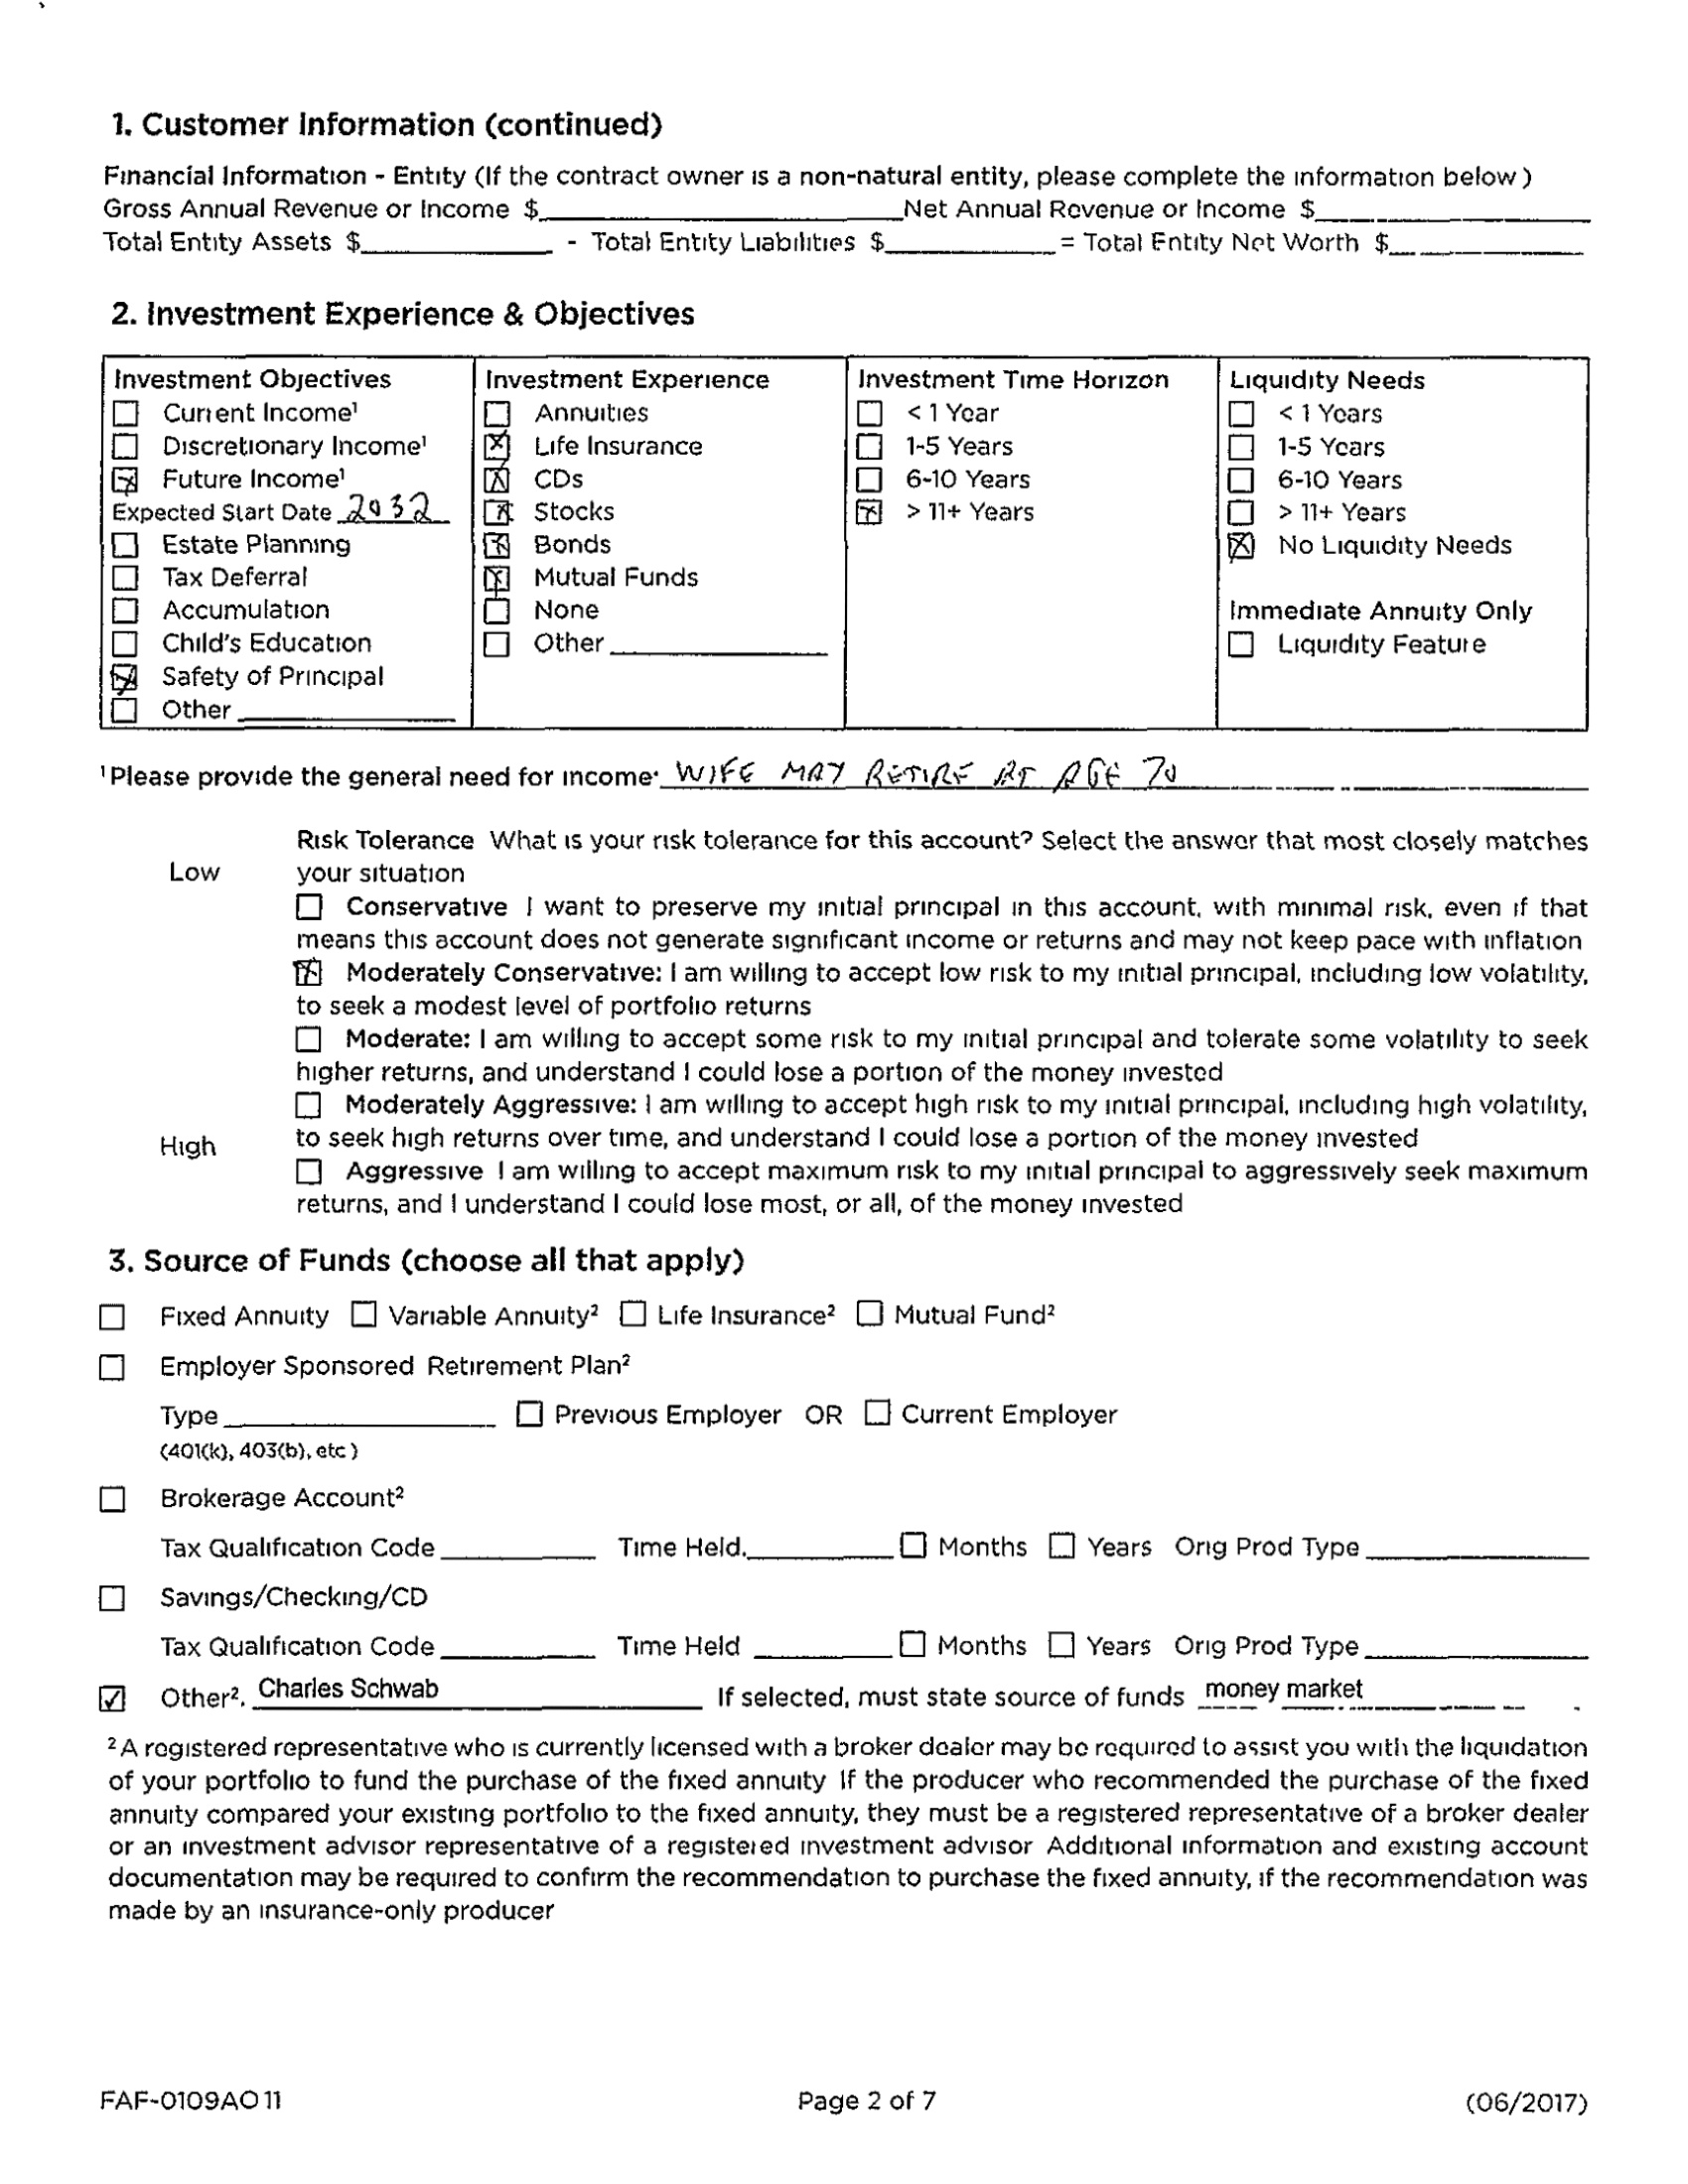 1. Customer Information (continued)
Financial Information - Entity (If the contract owner is a non-natural entity, please complete the information below)
Gross Annual Revenue or Income $ Net Annual Revenue or Income $
Total Entity Assets $ - Total Entity Liabilities $ = Total Entity Net Worth $
2. Investment Experience & Objectives
Investment Objectives Investment Experience Investment Time Horizon Liquidity Needs
☐ Current Income¹ ☐ Annuities ☐ < 1 Year ☐ < 1 Years
☐ Discretionary Income¹ ☒ Life Insurance ☐ 1-5 Years ☐ 1-5 Years
☒ Future Income¹ ☒ CDs ☐ 6-10 Years ☐ 6-10 Years
Expected Start Date 2032 ☒ Stocks ☒ > 11+ Years ☐ > 11+ Years
☐ Estate Planning ☒ Bonds ☒ No Liquidity Needs
☐ Tax Deferral ☒ Mutual Funds
☐ Accumulation ☐ None Immediate Annuity Only
☐ Child's Education ☐ Other ☐ Liquidity Feature
☒ Safety of Principal
☐ Other
¹ Please provide the general need for income: WIFE MAY RETIRE AT AGE 70
Risk Tolerance What is your risk tolerance for this account? Select the answer that most closely matches
Low your situation
☐ Conservative I want to preserve my initial principal in this account, with minimal risk, even if that
means this account does not generate significant income or returns and may not keep pace with inflation
☒ Moderately Conservative: I am willing to accept low risk to my initial principal, including low volatility,
to seek a modest level of portfolio returns
☐ Moderate: I am willing to accept some risk to my initial principal and tolerate some volatility to seek
higher returns, and understand I could lose a portion of the money invested
☐ Moderately Aggressive: I am willing to accept high risk to my initial principal, including high volatility,
High to seek high returns over time, and understand I could lose a portion of the money invested
☐ Aggressive I am willing to accept maximum risk to my initial principal to aggressively seek maximum
returns, and I understand I could lose most, or all, of the money invested
3. Source of Funds (choose all that apply)
☐ Fixed Annuity ☐ Variable Annuity² ☐ Life Insurance² ☐ Mutual Fund²
☐ Employer Sponsored Retirement Plan²
Type ☐ Previous Employer OR ☐ Current Employer
(401(k), 403(b), etc)
☐ Brokerage Account²
Tax Qualification Code Time Held. ☐ Months ☐ Years Orig Prod Type
☐ Savings/Checking/CD
Tax Qualification Code Time Held ☐ Months ☐ Years Orig Prod Type
☑ Other². Charles Schwab If selected, must state source of funds money market
² A registered representative who is currently licensed with a broker dealer may be required to assist you with the liquidation
of your portfolio to fund the purchase of the fixed annuity If the producer who recommended the purchase of the fixed
annuity compared your existing portfolio to the fixed annuity, they must be a registered representative of a broker dealer
or an investment advisor representative of a registered investment advisor Additional information and existing account
documentation may be required to confirm the recommendation to purchase the fixed annuity, if the recommendation was
made by an insurance-only producer
FAF-0109AO 11 Page 2 of 7 (06/2017)